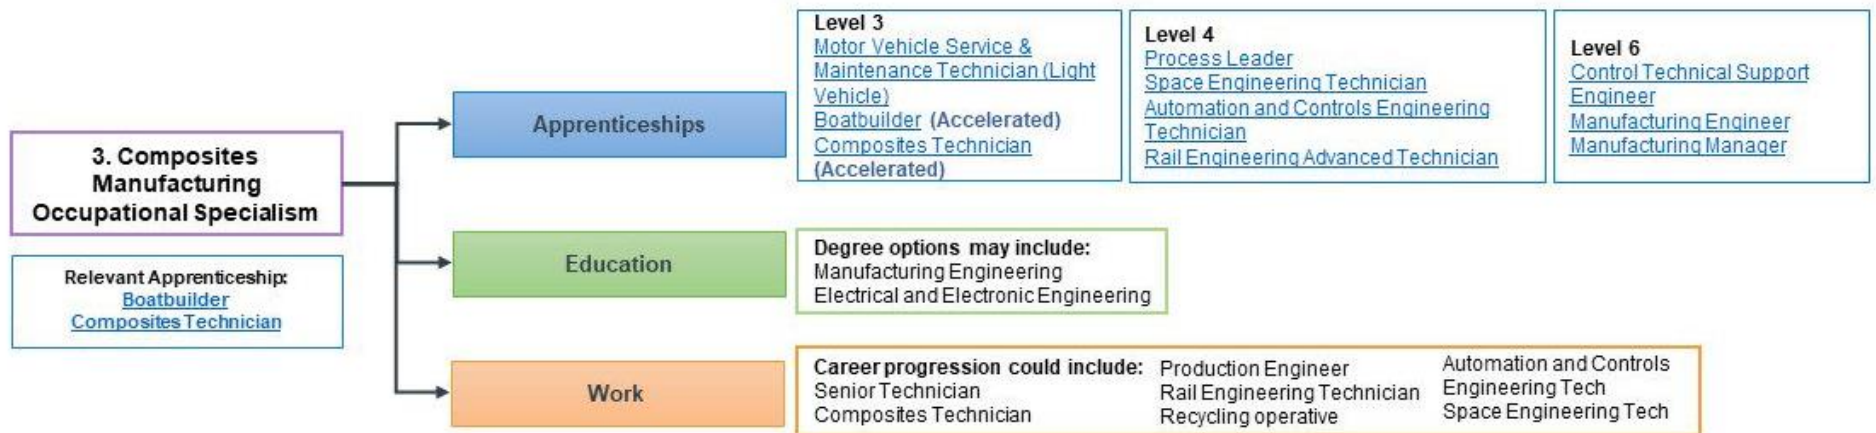 3. Composites
Manufacturing
Occupational Specialism
Relevant Apprenticeship:
Boatbuilder
Composites Technician
Apprenticeships
Level 3
Motor Vehicle Service &
Maintenance Technician (Light
Vehicle)
Boatbuilder (Accelerated)
Composites Technician
(Accelerated)
Level 4
Process Leader
Space Engineering Technician
Automation and Controls Engineering
Technician
Rail Engineering Advanced Technician
Level 6
Control Technical Support
Engineer
Manufacturing Engineer
Manufacturing Manager
Education
Degree options may include:
Manufacturing Engineering
Electrical and Electronic Engineering
Work
Career progression could include:
Senior Technician
Composites Technician
Production Engineer
Rail Engineering Technician
Recycling operative
Automation and Controls
Engineering Tech
Space Engineering Tech